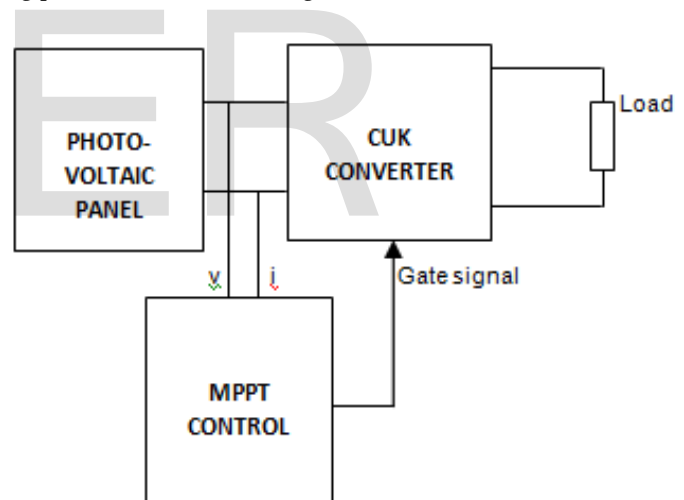 ER
PHOTO-
VOLTAIC
PANEL
CUK
CONVERTER
Load
v
i
Gate signal
MPPT
CONTROL